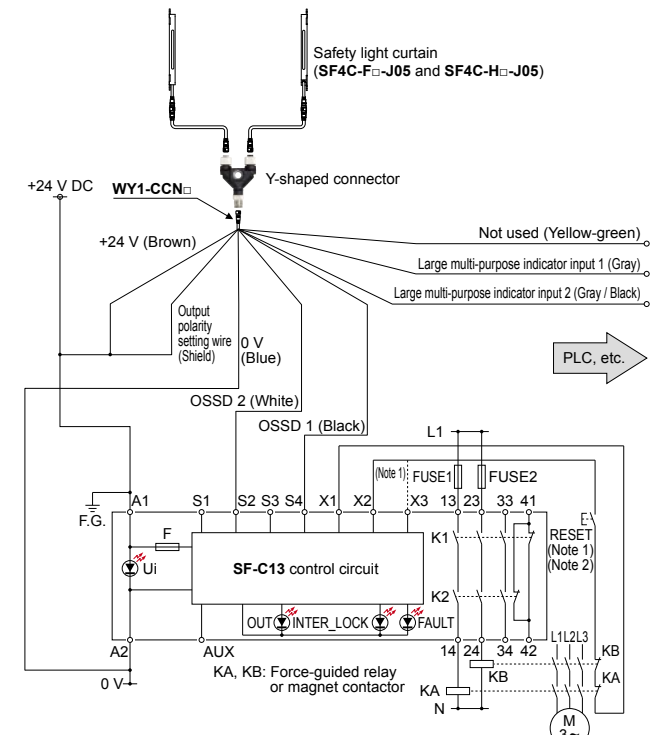 Safety light curtain
(SF4C-F□-J05 and SF4C-H□-J05)
Y-shaped connector
+24 V DC
WY1-CCN□
+24 V (Brown)
Not used (Yellow-green)
Large multi-purpose indicator input 1 (Gray)
Large multi-purpose indicator input 2 (Gray / Black)
Output
polarity
setting wire
(Shield)
0 V
(Blue)
PLC, etc.
OSSD 2 (White)
OSSD 1 (Black)
L1
(Note 1)
FUSE1
FUSE2
F.G.
A1
S1
S2
S3
S4
X1
X2
X3
13
23
33
41
F
Ui
SF-C13 control circuit
K1
K2
RESET
(Note 1)
(Note 2)
OUT
INTER_LOCK
FAULT
A2
AUX
14
24
34
42
L1L2L3
0 V
KA, KB: Force-guided relay
or magnet contactor
KB
KA
N
KB
KA
M
3~